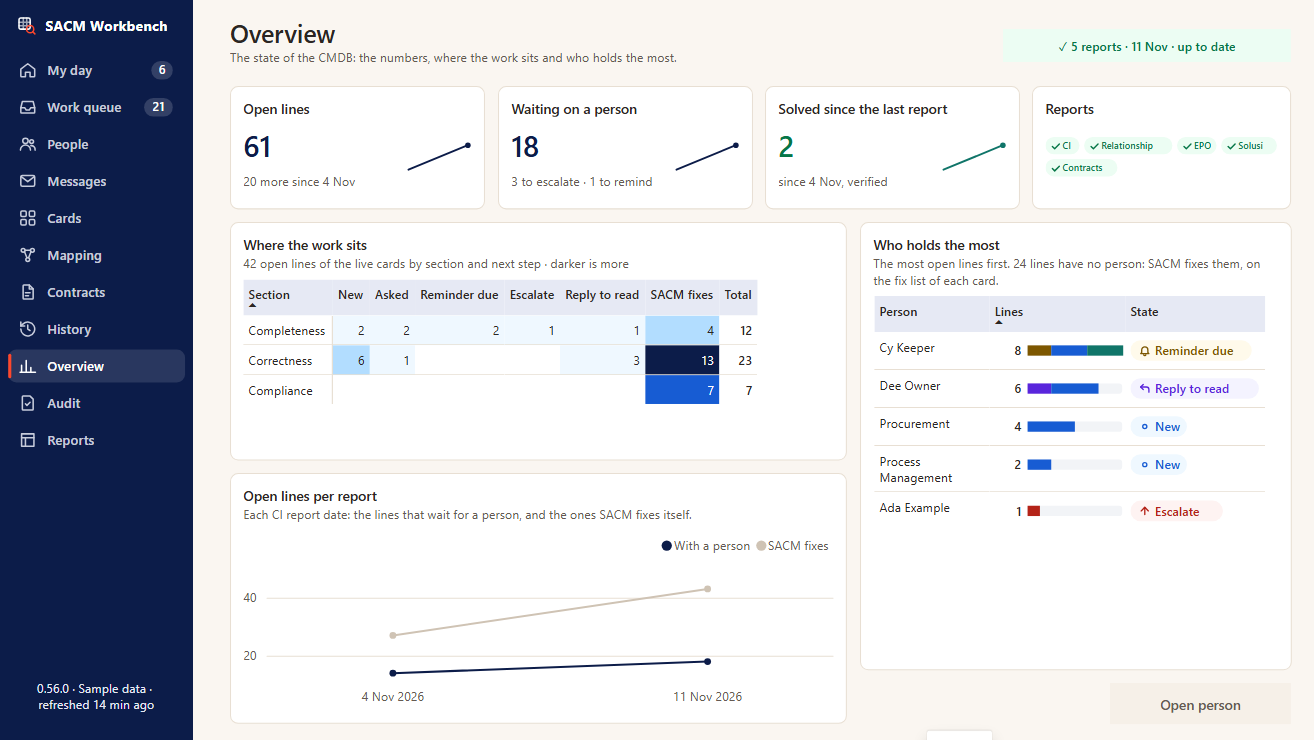 SACM Workbench
My day 6
Work queue 21
People
Messages
Cards
Mapping
Contracts
History
Overview
Audit
Reports
0.56.0 · Sample data ·
refreshed 14 min ago
Overview
The state of the CMDB: the numbers, where the work sits and who holds the most.
✓ 5 reports · 11 Nov · up to date
Open lines
61
20 more since 4 Nov
Waiting on a person
18
3 to escalate · 1 to remind
Solved since the last report
2
since 4 Nov, verified
Reports
✓ CI ✓ Relationship ✓ EPO ✓ Solusi
✓ Contracts
Where the work sits
42 open lines of the live cards by section and next step · darker is more
Section New Asked Reminder due Escalate Reply to read SACM fixes Total
Completeness 2 2 2 1 1 4 12
Correctness 6 1 3 13 23
Compliance 7 7
Open lines per report
Each CI report date: the lines that wait for a person, and the ones SACM fixes itself.
With a person SACM fixes
40
20
4 Nov 2026 11 Nov 2026
Who holds the most
The most open lines first. 24 lines have no person: SACM fixes them, on
the fix list of each card.
Person Lines State
Cy Keeper 8 Reminder due
Dee Owner 6 Reply to read
Procurement 4 New
Process
Management 2 New
Ada Example 1 Escalate
Open person